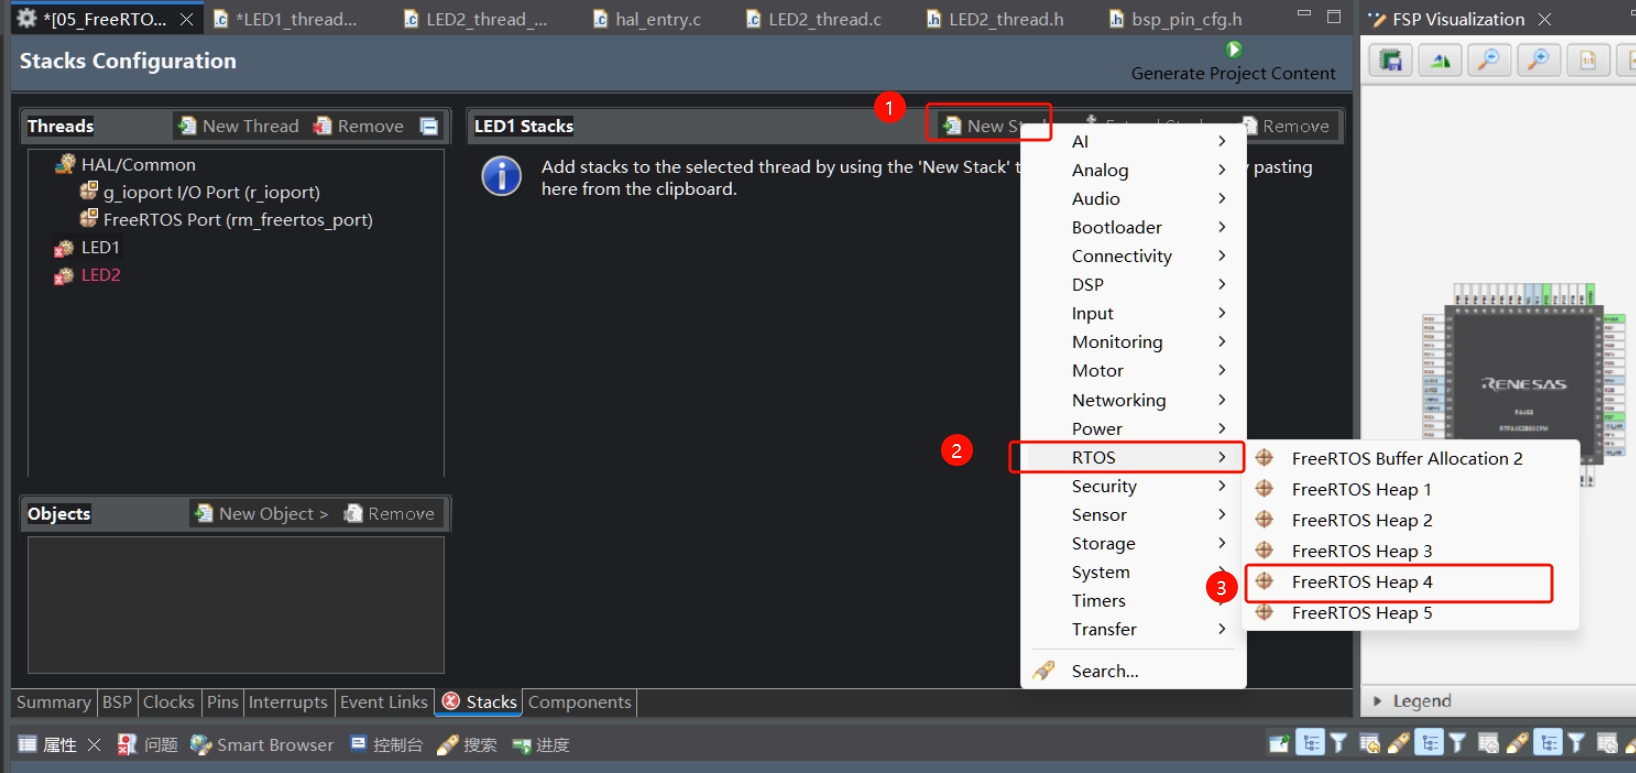 *[05_FreeRTO... *LED1_thread... LED2_thread_... hal_entry.c LED2_thread.c LED2_thread.h bsp_pin_cfg.h FSP Visualization
Stacks Configuration
Generate Project Content
Threads New Thread Remove
LED1 Stacks New St Remove
1
HAL/Common
g_ioport I/O Port (r_ioport)
FreeRTOS Port (rm_freertos_port)
LED1
LED2
Add stacks to the selected thread by using the 'New Stack' t pasting
here from the clipboard.
AI
Analog
Audio
Bootloader
Connectivity
DSP
Input
Monitoring
Motor
Networking
Power
2
RTOS
Security
Sensor
Storage
System
Timers
Transfer
Search...
FreeRTOS Buffer Allocation 2
FreeRTOS Heap 1
FreeRTOS Heap 2
FreeRTOS Heap 3
3
FreeRTOS Heap 4
FreeRTOS Heap 5
RENESAS
Objects New Object > Remove
Summary BSP Clocks Pins Interrupts Event Links Stacks Components
Legend
属性 问题 Smart Browser 控制台 搜索 进度